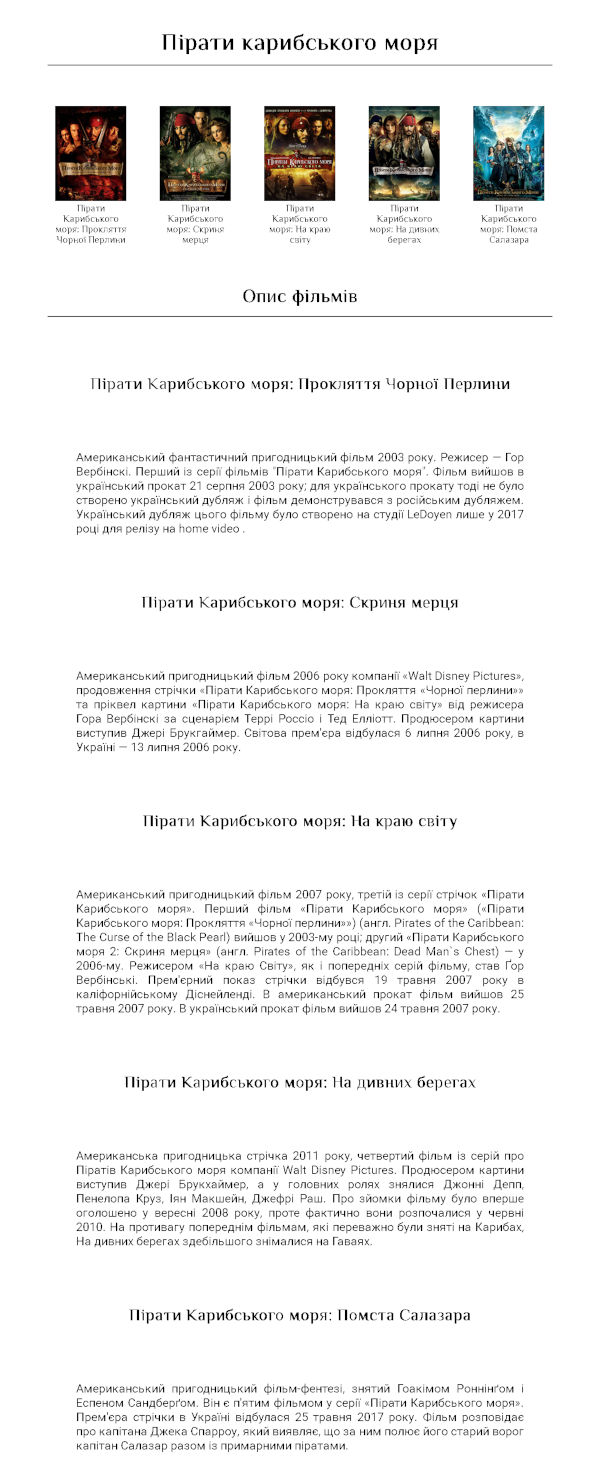 Пірати карибського моря
Пірати
Карибського
моря: Прокляття
Чорної Перлини
Пірати
Карибського
моря: Скриня
мерця
Пірати
Карибського
моря: На краю
світу
Пірати
Карибського
моря: На дивних
берегах
Пірати
Карибського
моря: Помста
Салазара
Опис фільмів
Пірати Карибського моря: Прокляття Чорної Перлини
Американський фантастичний пригодницький фільм 2003 року. Режисер — Гор
Вербінскі. Перший із серії фільмів "Пірати Карибського моря". Фільм вийшов в
український прокат 21 серпня 2003 року; для українського прокату тоді не було
створено український дубляж і фільм демонструвався з російським дубляжем.
Український дубляж цього фільму було створено на студії LeDoyen лише у 2017
році для релізу на home video .
Пірати Карибського моря: Скриня мерця
Американський пригодницький фільм 2006 року компанії «Walt Disney Pictures»,
продовження стрічки «Пірати Карибського моря: Прокляття «Чорної перлини»»
та пріквел картини «Пірати Карибського моря: На краю світу» від режисера
Гора Вербінскі за сценарієм Террі Россіо і Тед Елліотт. Продюсером картини
виступив Джері Брукгаймер. Світова прем'єра відбулася 6 липня 2006 року, в
Україні — 13 липня 2006 року.
Пірати Карибського моря: На краю світу
Американський пригодницький фільм 2007 року, третій із серії стрічок «Пірати
Карибського моря». Перший фільм «Пірати Карибського моря» («Пірати
Карибського моря: Прокляття «Чорної перлини»») (англ. Pirates of the Caribbean:
The Curse of the Black Pearl) вийшов у 2003-му році; другий «Пірати Карибського
моря 2: Скриня мерця» (англ. Pirates of the Caribbean: Dead Man`s Chest) — у
2006-му. Режисером «На краю Світу», як і попередніх серій фільму, став Ґор
Вербінські. Прем'єрний показ стрічки відбувся 19 травня 2007 року в
каліфорнійському Діснейленді. В американський прокат фільм вийшов 25
травня 2007 року. В український прокат фільм вийшов 24 травня 2007 року.
Пірати Карибського моря: На дивних берегах
Американська пригодницька стрічка 2011 року, четвертий фільм із серій про
Піратів Карибського моря компанії Walt Disney Pictures. Продюсером картини
виступив Джері Брукхаймер, а у головних ролях знялися Джонні Депп,
Пенелопа Круз, Іян Макшейн, Джефрі Раш. Про зйомки фільму було вперше
оголошено у вересні 2008 року, проте фактично вони розпочалися у червні
2010. На противагу попереднім фільмам, які переважно були зняті на Карибах,
На дивних берегах здебільшого знімалися на Гаваях.
Пірати Карибського моря: Помста Салазара
Американський пригодницький фільм-фентезі, знятий Гоакімом Роннінґом і
Еспеном Сандберґом. Він є п'ятим фільмом у серії «Пірати Карибського моря».
Прем'єра стрічки в Україні відбулася 25 травня 2017 року. Фільм розповідає
про капітана Джека Спарроу, який виявляє, що за ним полює його старий ворог
капітан Салазар разом із примарними піратами.